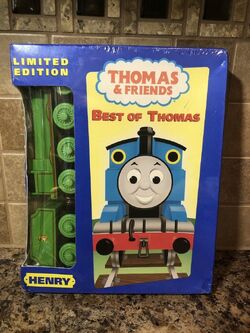 LIMITED
EDITION
THOMAS
& FRIENDS
BEST OF THOMAS
HENRY